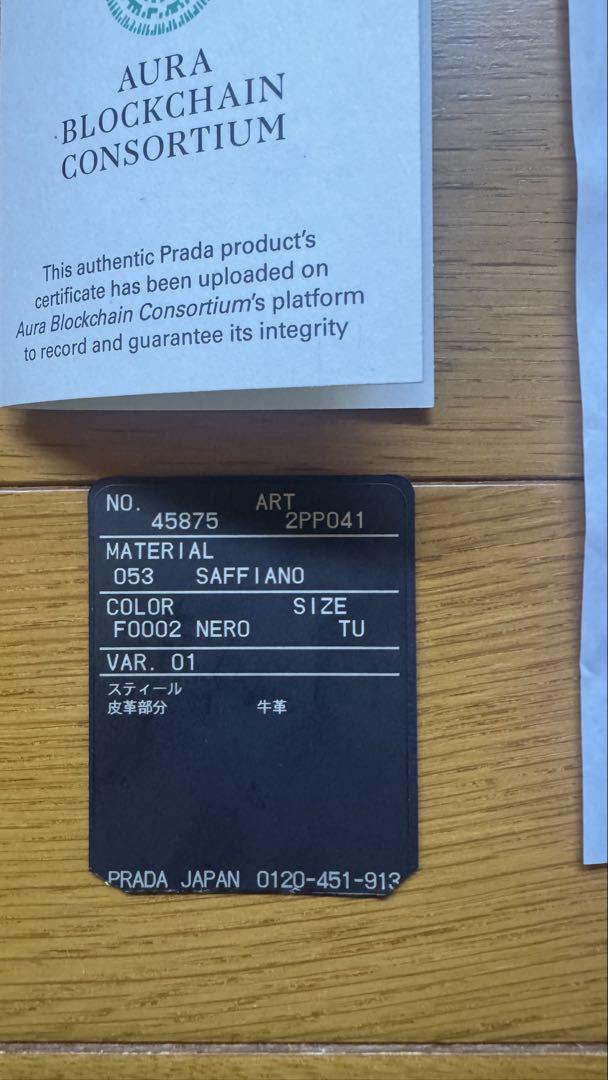 AURA
BLOCKCHAIN
CONSORTIUM
This authentic Prada product's
certificate has been uploaded on
Aura Blockchain Consortium's platform
to record and guarantee its integrity
NO. ART
45875 2PP041
MATERIAL
053 SAFFIANO
COLOR SIZE
F0002 NERO TU
VAR. 01
スティール
皮革部分 牛革
PRADA JAPAN 0120-451-913